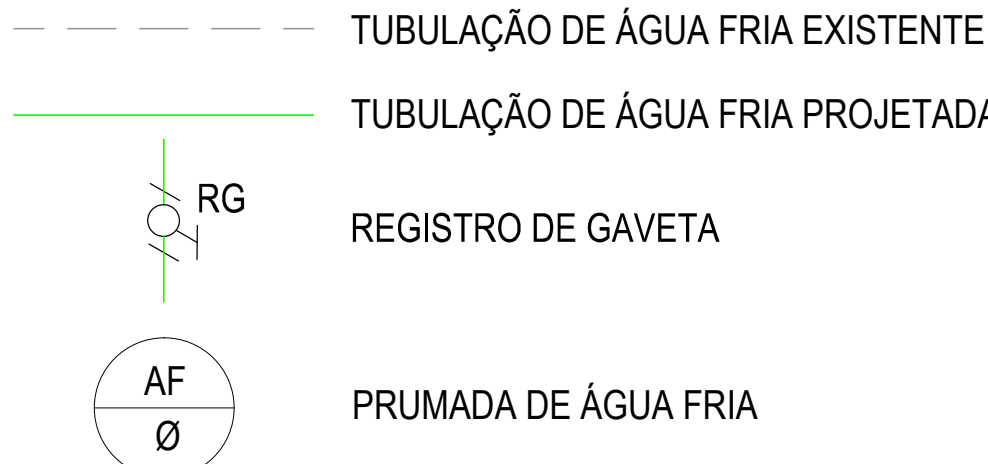 TUBULAÇÃO DE ÁGUA FRIA EXISTENTE
TUBULAÇÃO DE ÁGUA FRIA PROJETADA
RG
REGISTRO DE GAVETA
AF
Ø
PRUMADA DE ÁGUA FRIA